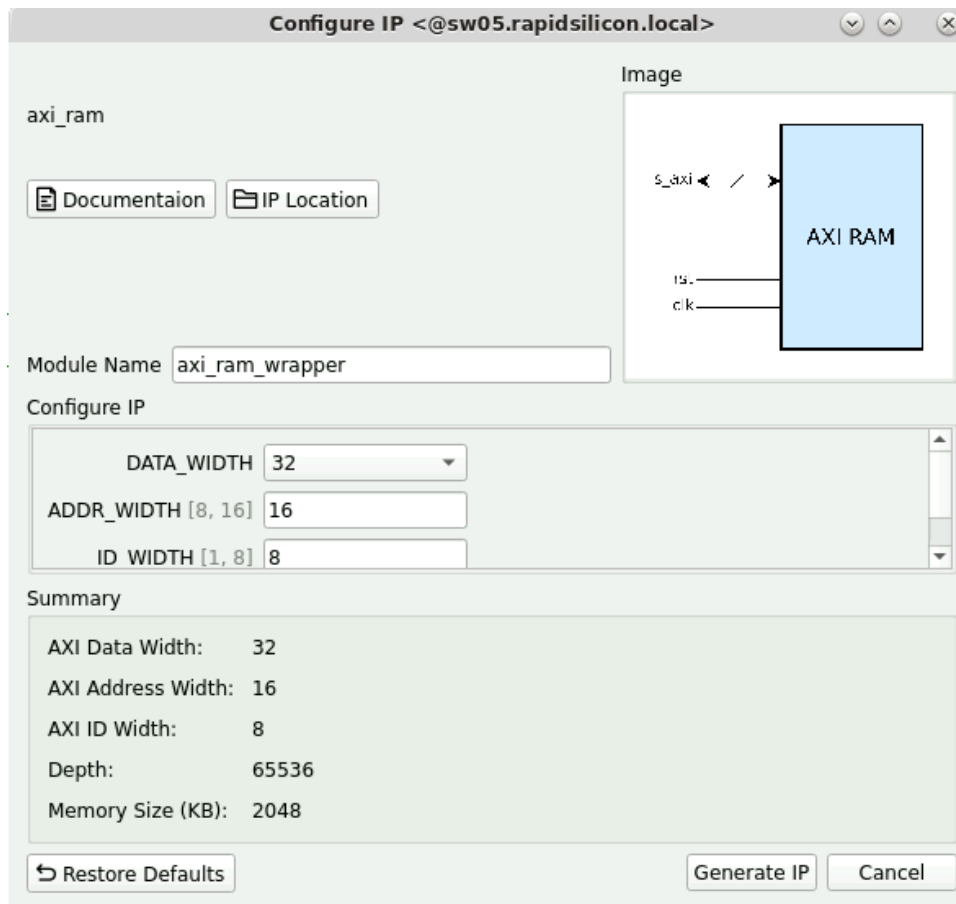 Configure IP <@sw05.rapidsilicon.local>
Image
axi_ram
Documentaion
IP Location
s_axi
AXI RAM
rst
clk
Module Name axi_ram_wrapper
Configure IP
DATA_WIDTH 32
ADDR_WIDTH [8, 16] 16
ID_WIDTH [1, 8] 8
Summary
AXI Data Width: 32
AXI Address Width: 16
AXI ID Width: 8
Depth: 65536
Memory Size (KB): 2048
Restore Defaults
Generate IP
Cancel